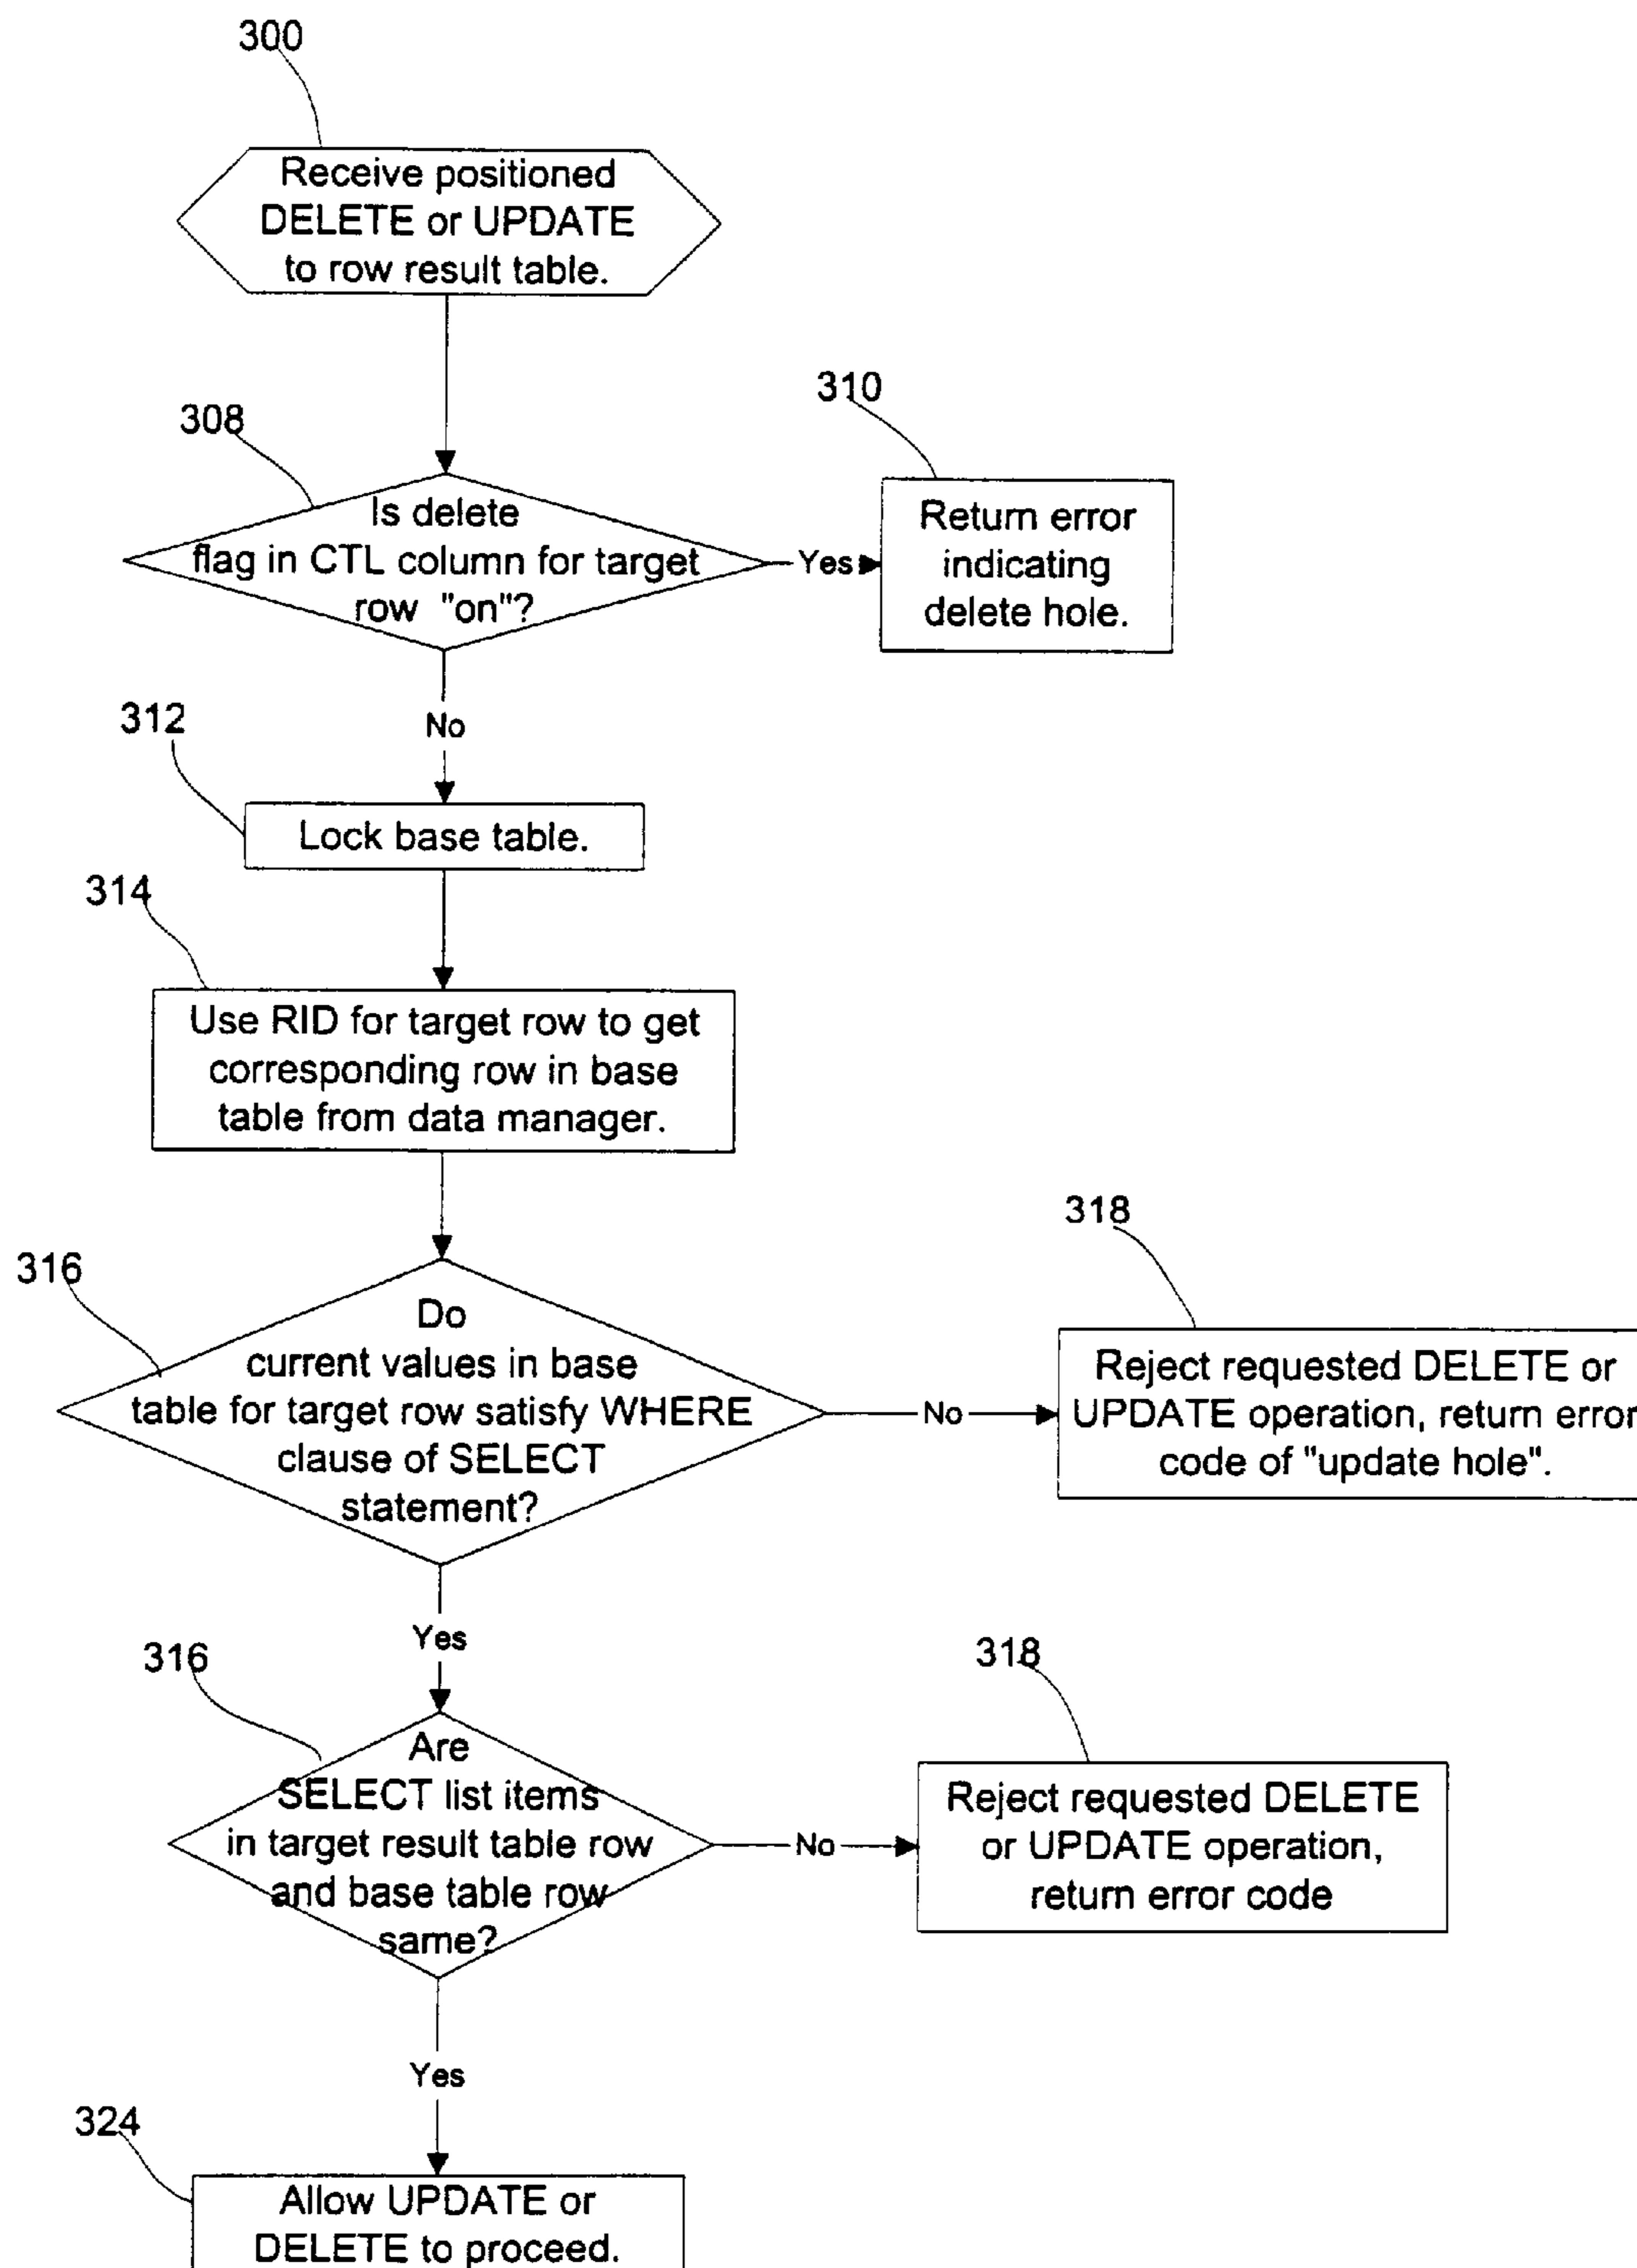 300
Receive positioned
DELETE or UPDATE
to row result table.
308
Is delete
flag in CTL column for target
row "on"?
Yes
310
Return error
indicating
delete hole.
No
312
Lock base table.
314
Use RID for target row to get
corresponding row in base
table from data manager.
316
Do
current values in base
table for target row satisfy WHERE
clause of SELECT
statement?
No
318
Reject requested DELETE or
UPDATE operation, return error
code of "update hole".
Yes
316
Are
SELECT list items
in target result table row
and base table row
same?
No
318
Reject requested DELETE
or UPDATE operation,
return error code
Yes
324
Allow UPDATE or
DELETE to proceed.